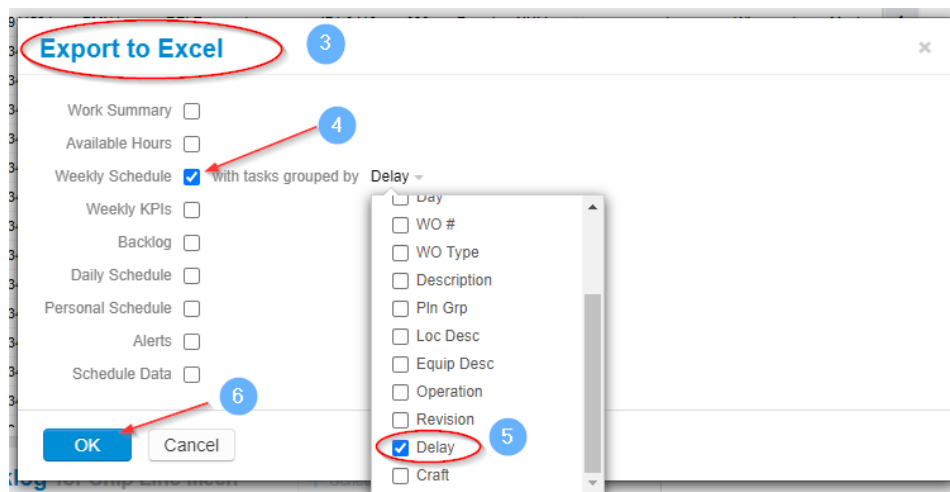 Export to Excel
3
×
Work Summary
4
Available Hours
Weekly Schedule with tasks grouped by Delay
Day
Weekly KPIs
WO #
Backlog
WO Type
Daily Schedule
Description
Personal Schedule
Pln Grp
Alerts
Loc Desc
Schedule Data
Equip Desc
6
Operation
Revision
OK
Cancel
Delay
5
Craft